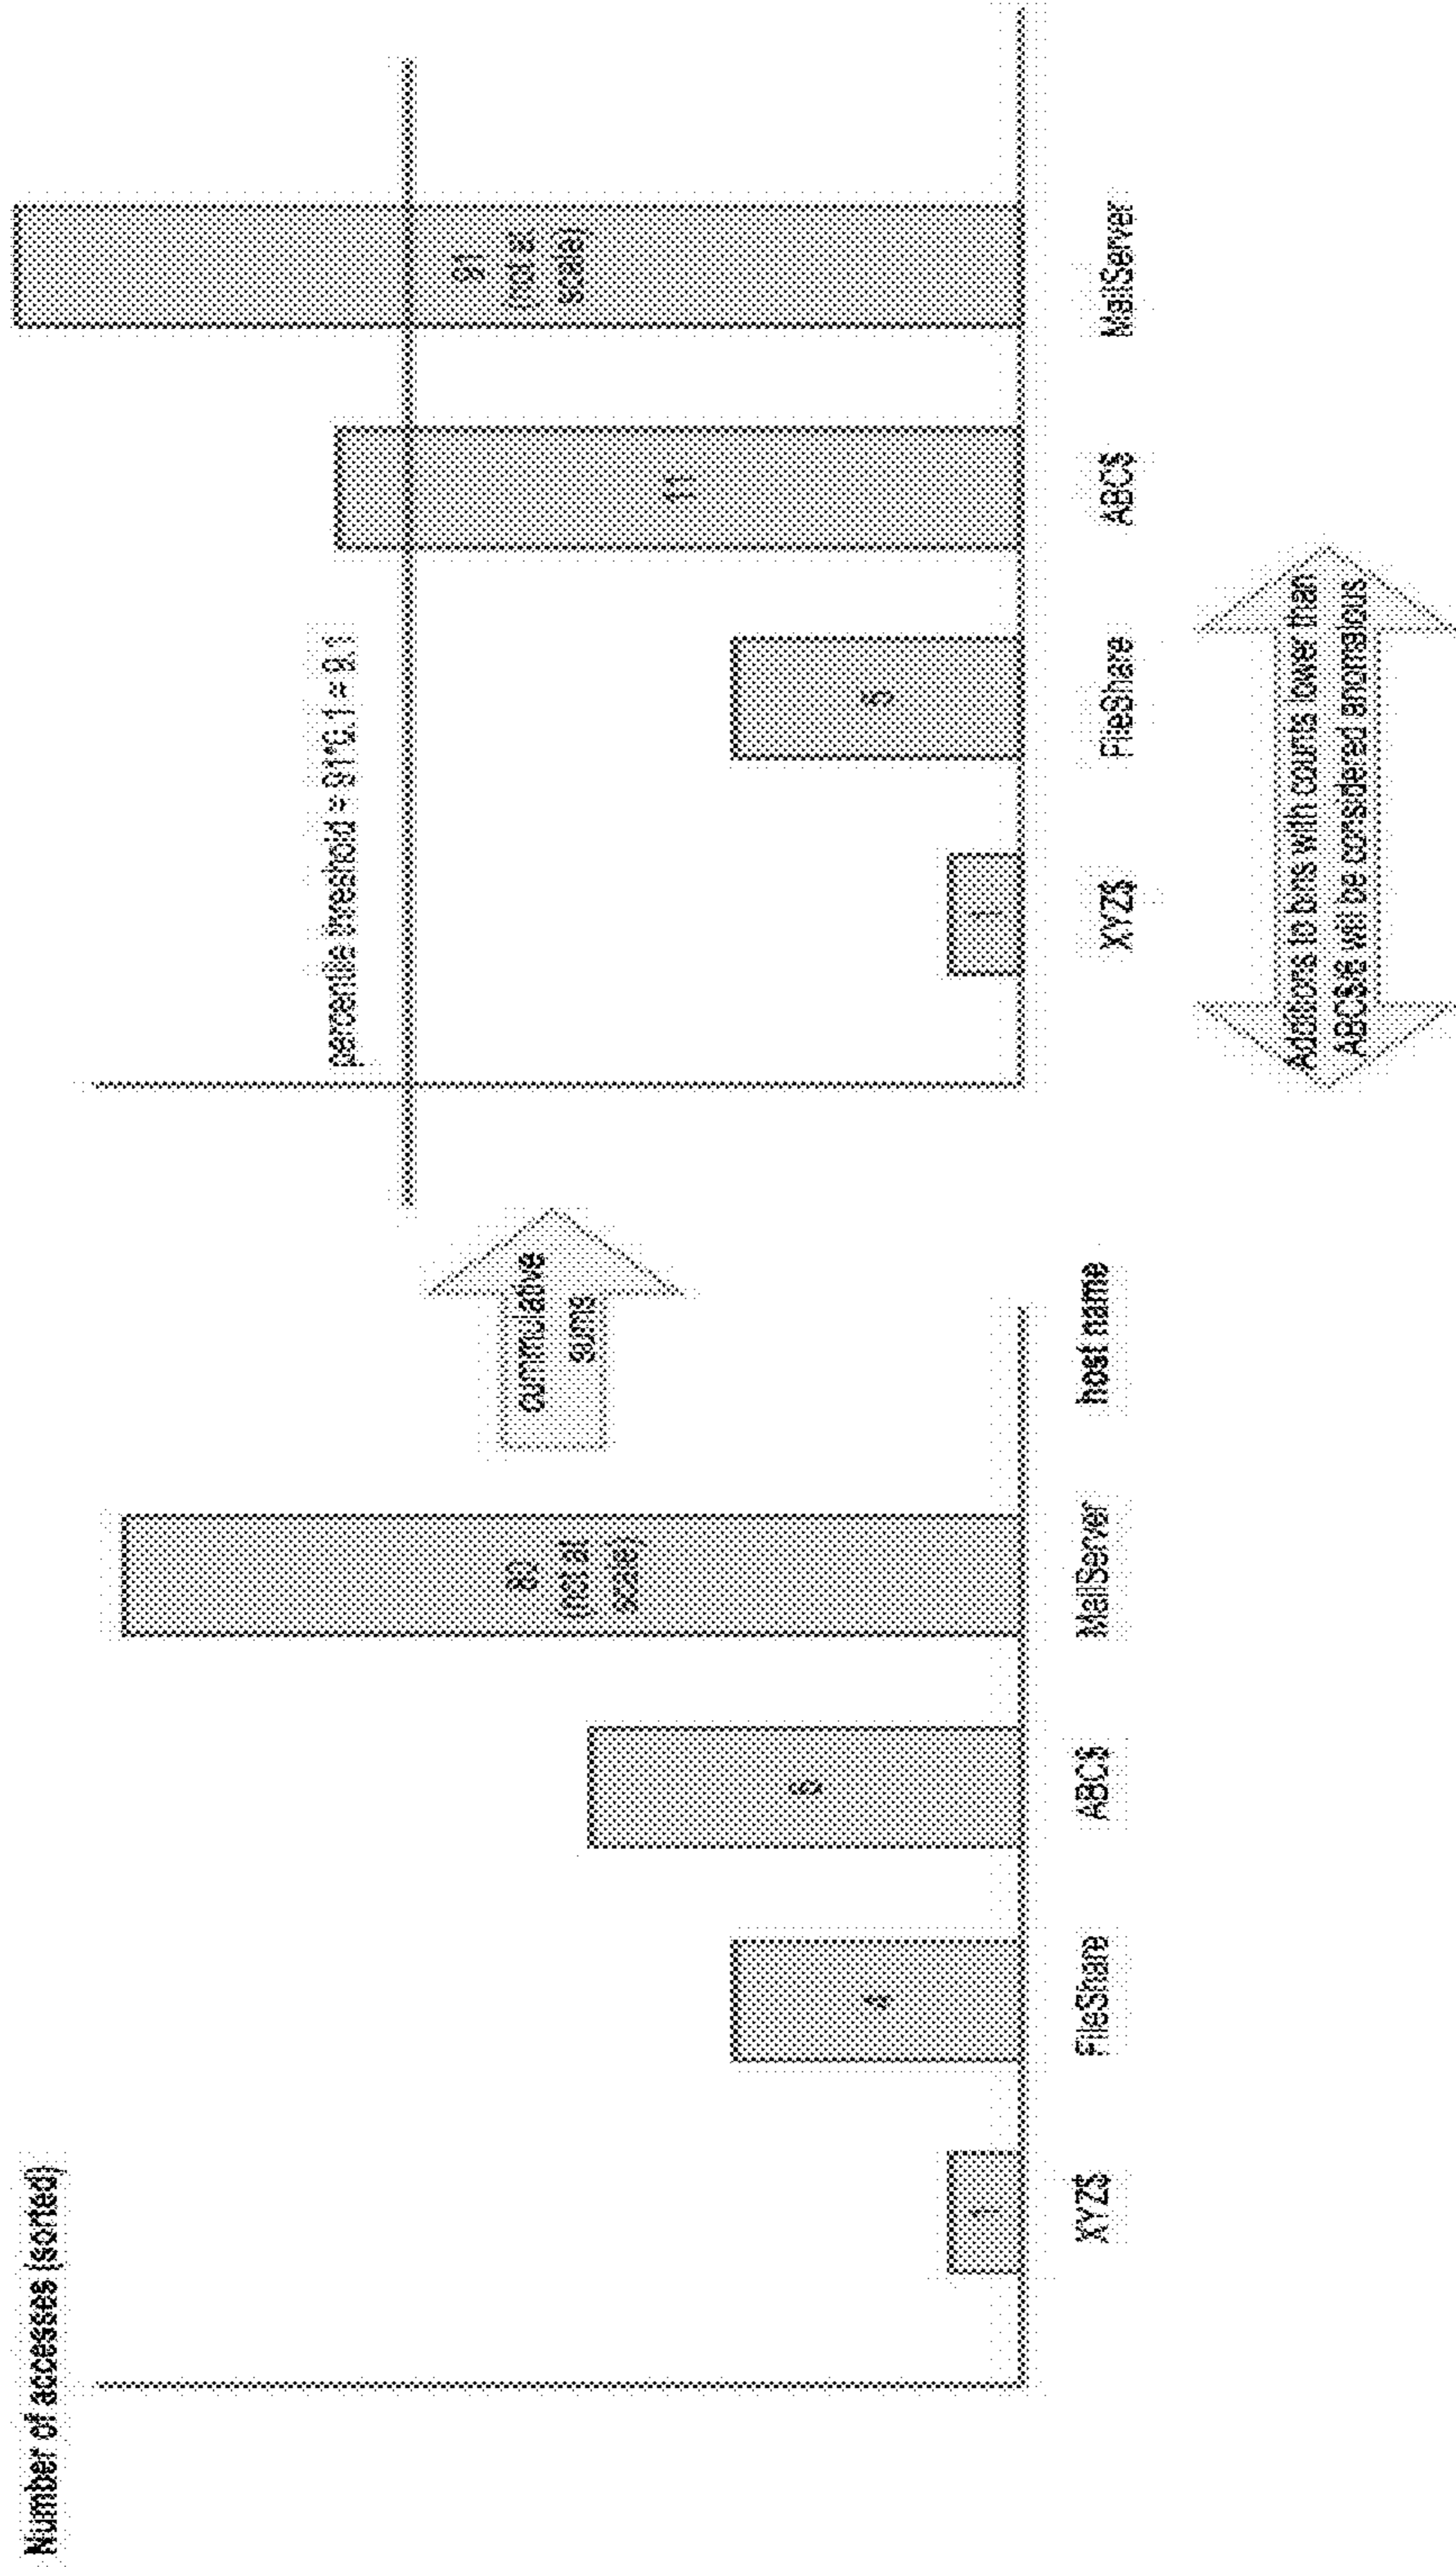 Number of accesses (sorted)
1
4
6
80
(not at
scale)
XYZ$
FileShare
ABC$
MailServer
host name
cummulative
sums
percentile threshold = 91*0.1 = 9.1
1
5
11
91
(not at
scale)
XYZ$
FileShare
ABC$
MailServer
Additions to bins with counts lower than
ABC$'s will be considered anomalous